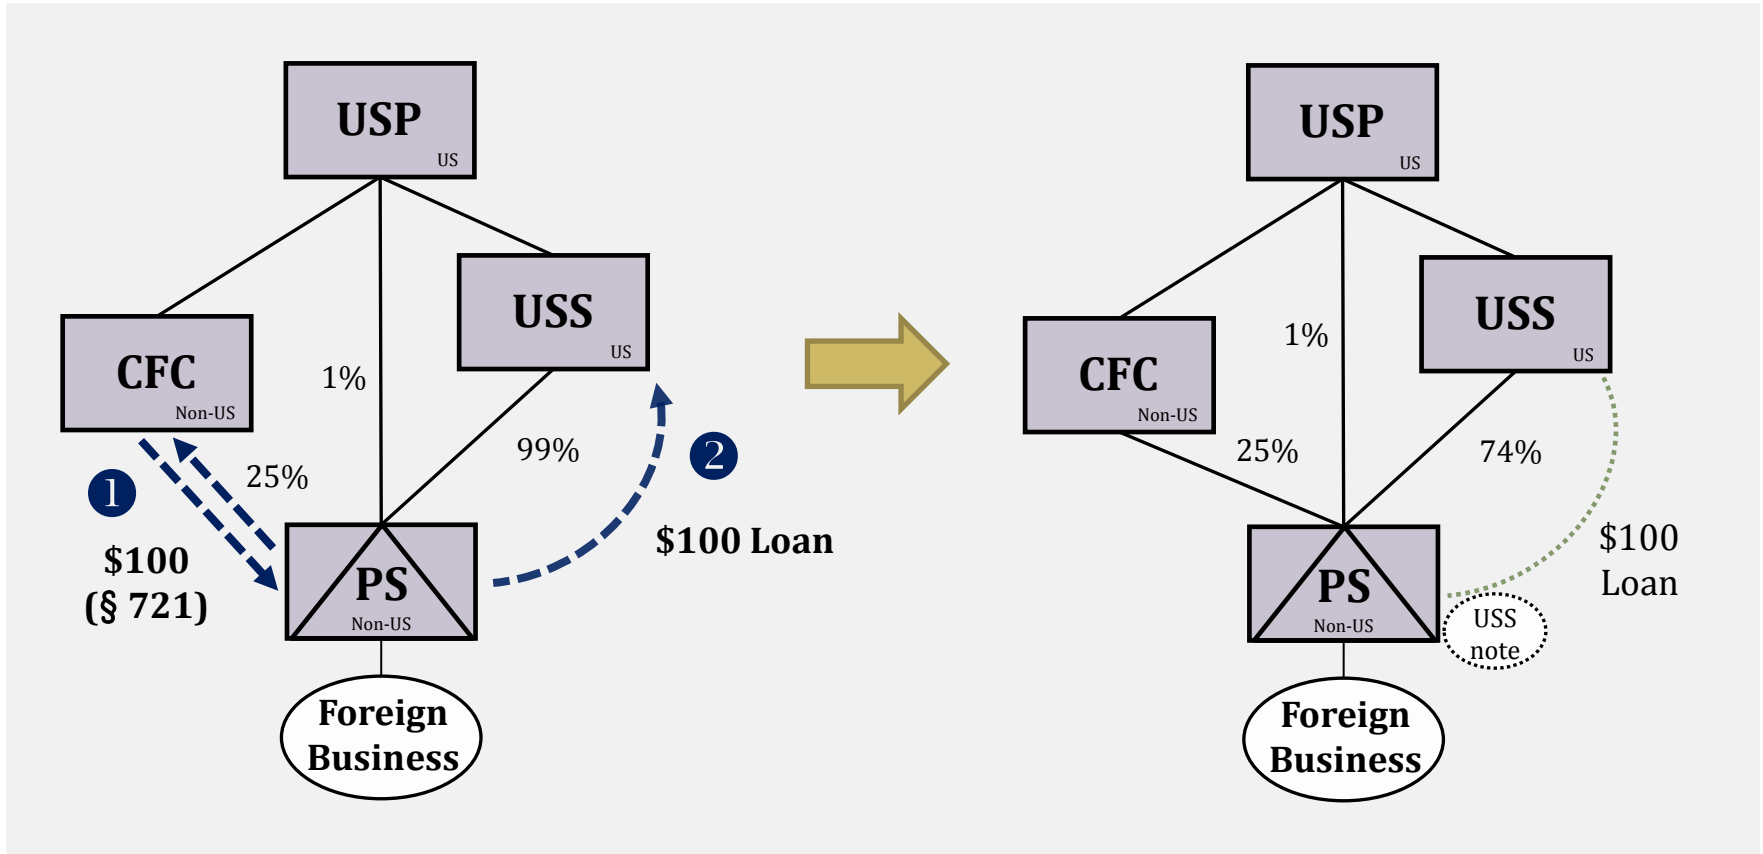 USP
US
USS
US
CFC
Non-US
1%
99%
25%
1
$100
(§ 721)
2
$100 Loan
PS
Non-US
Foreign
Business
USP
US
USS
US
CFC
Non-US
1%
25%
74%
$100
Loan
PS
Non-US
USS
note
Foreign
Business